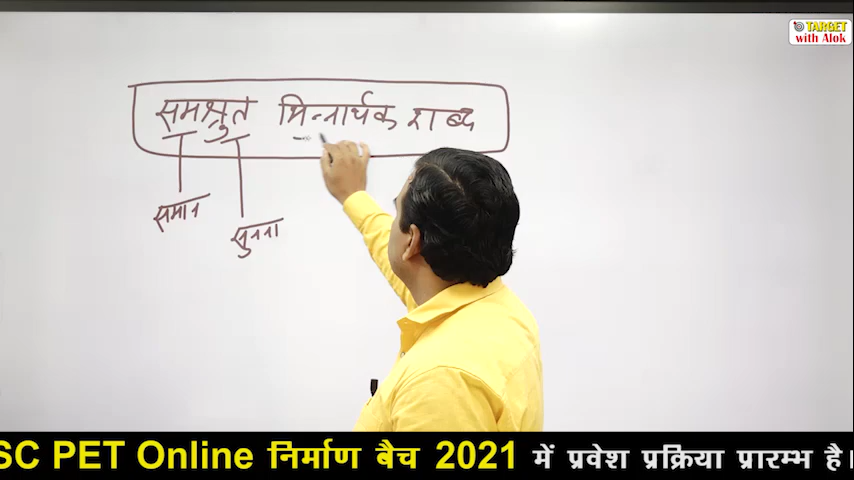 TARGET
with Alok
समश्रुत भिन्नार्थक शब्द
समान
सुनना
SC PET Online निर्माण बैच 2021 में प्रवेश प्रक्रिया प्रारम्भ है।